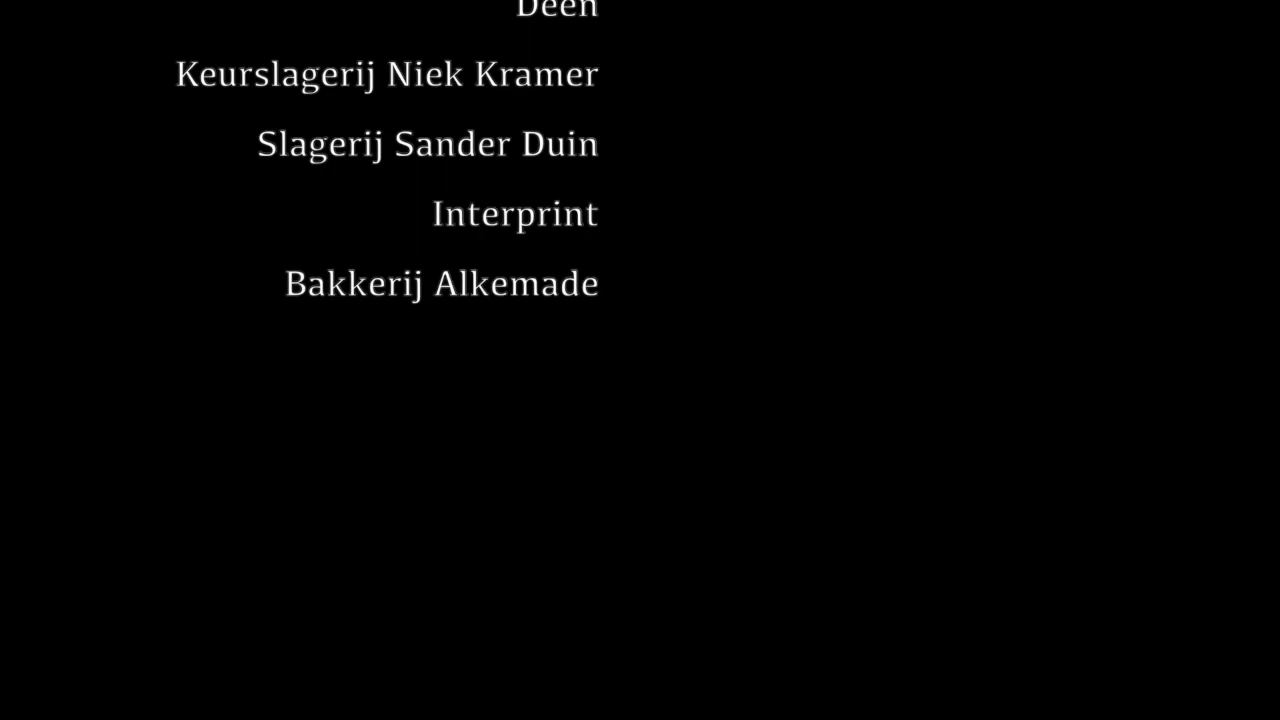 Deen
Keurslagerij Niek Kramer
Slagerij Sander Duin
Interprint
Bakkerij Alkemade